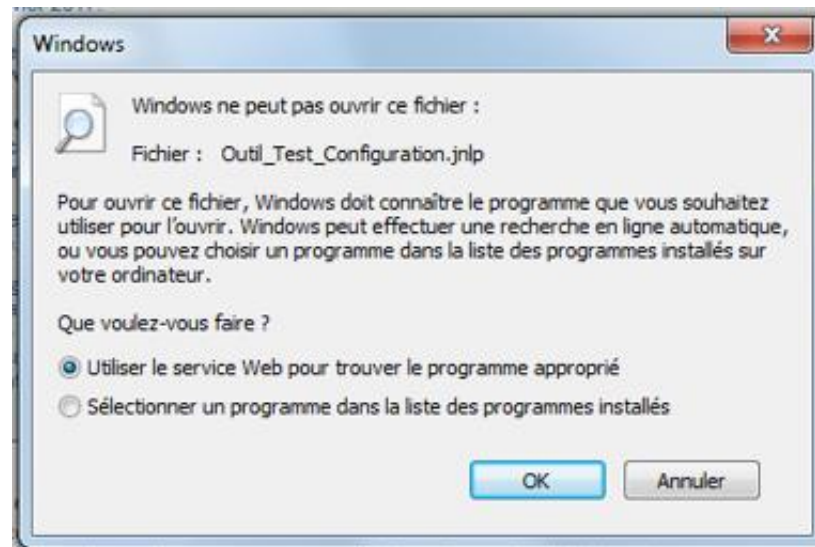 Windows
Windows ne peut pas ouvrir ce fichier :
Fichier : Outil_Test_Configuration.jnlp
Pour ouvrir ce fichier, Windows doit connaître le programme que vous souhaitez
utiliser pour l'ouvrir. Windows peut effectuer une recherche en ligne automatique,
ou vous pouvez choisir un programme dans la liste des programmes installés sur
votre ordinateur.
Que voulez-vous faire ?
Utiliser le service Web pour trouver le programme approprié
Sélectionner un programme dans la liste des programmes installés
OK
Annuler